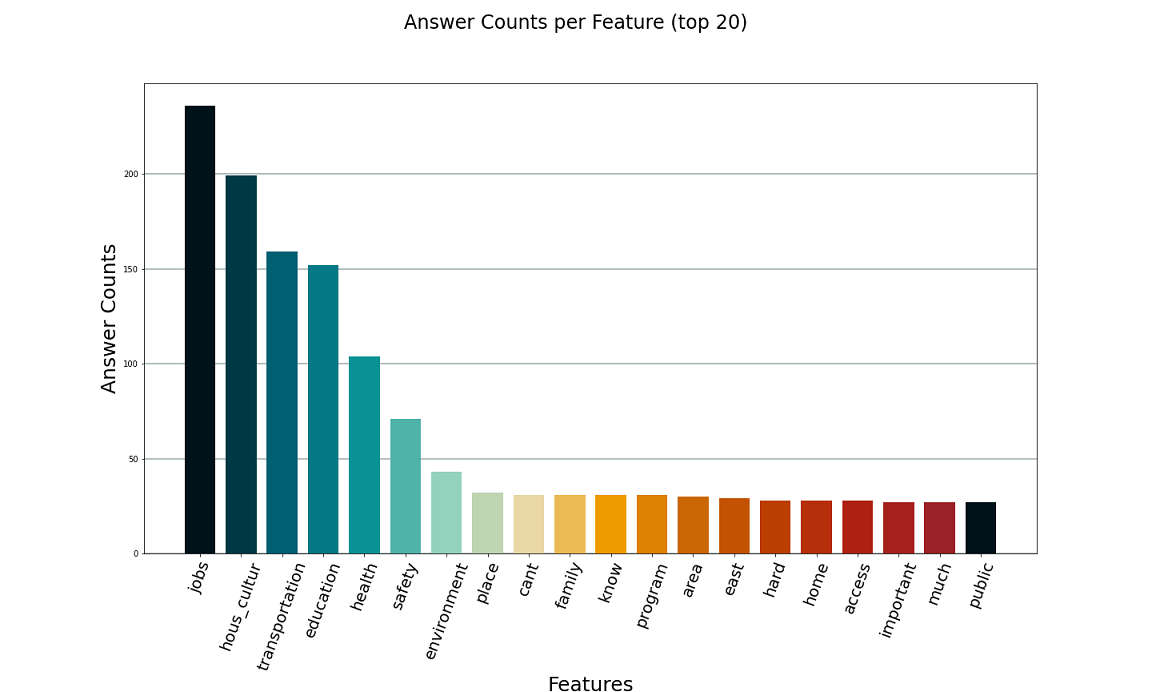 Answer Counts per Feature (top 20)
Answer Counts
200
150
100
50
0
jobs
hous_cultur
transportation
education
health
safety
environment
place
cant
family
know
program
area
east
hard
home
access
important
much
public
Features